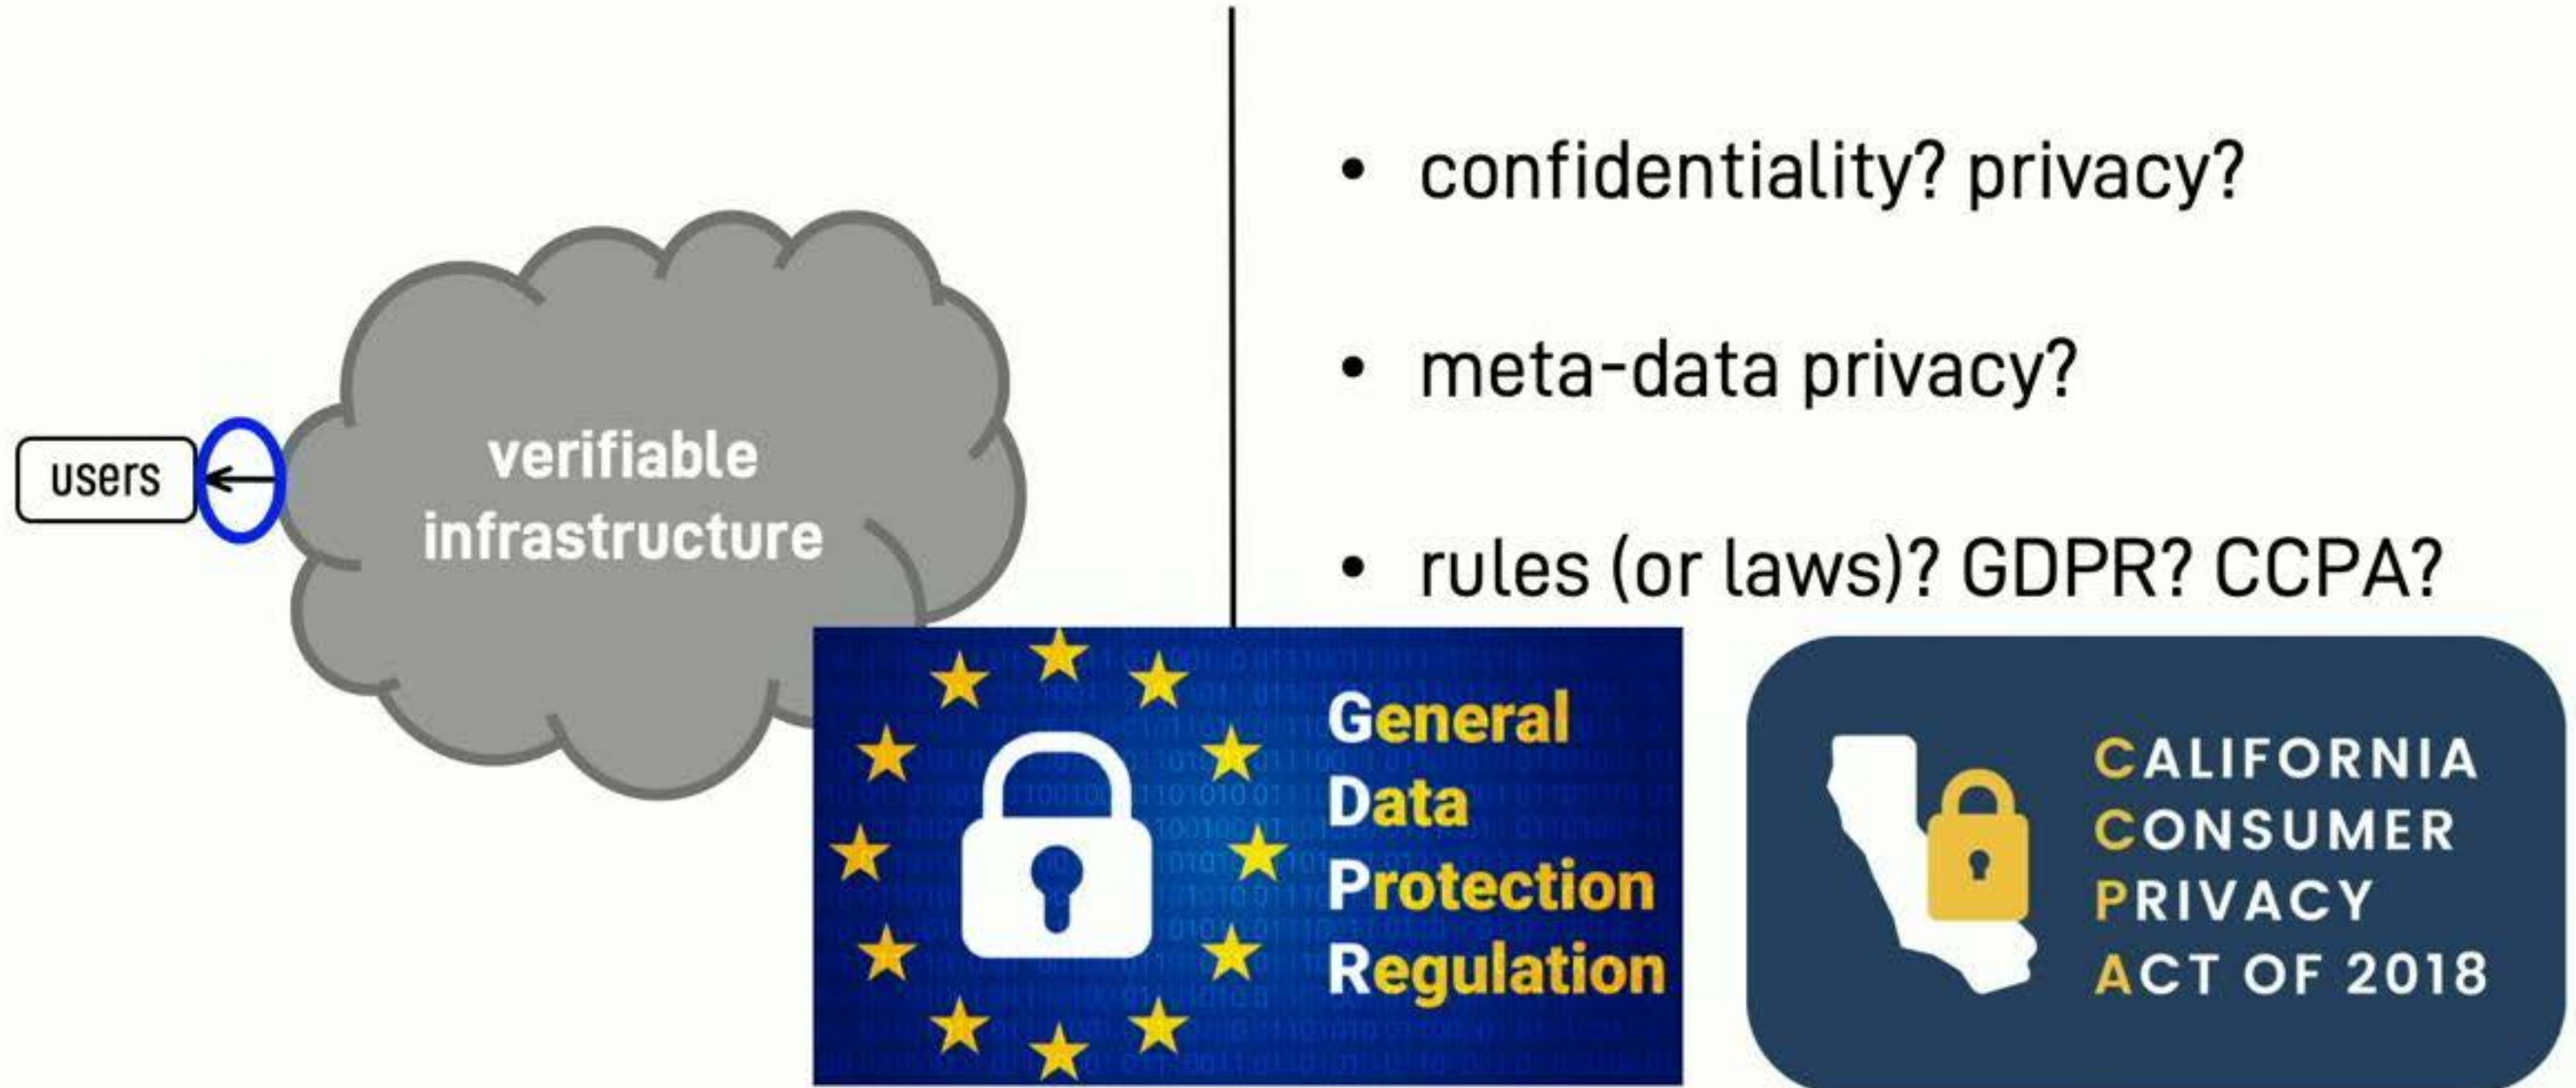 users
verifiable
infrastructure
• confidentiality? privacy?
• meta-data privacy?
• rules (or laws)? GDPR? CCPA?
General
Data
Protection
Regulation
CALIFORNIA
CONSUMER
PRIVACY
ACT OF 2018